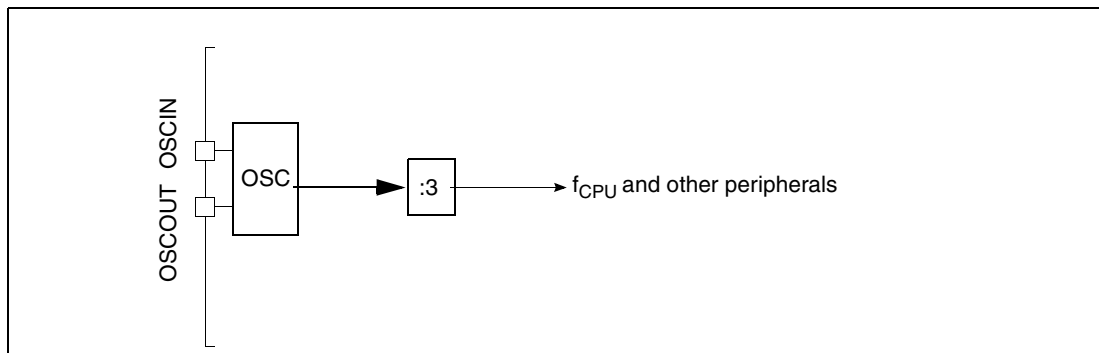 OSCIN
OSCOUT
OSC
:3
fCPU and other peripherals